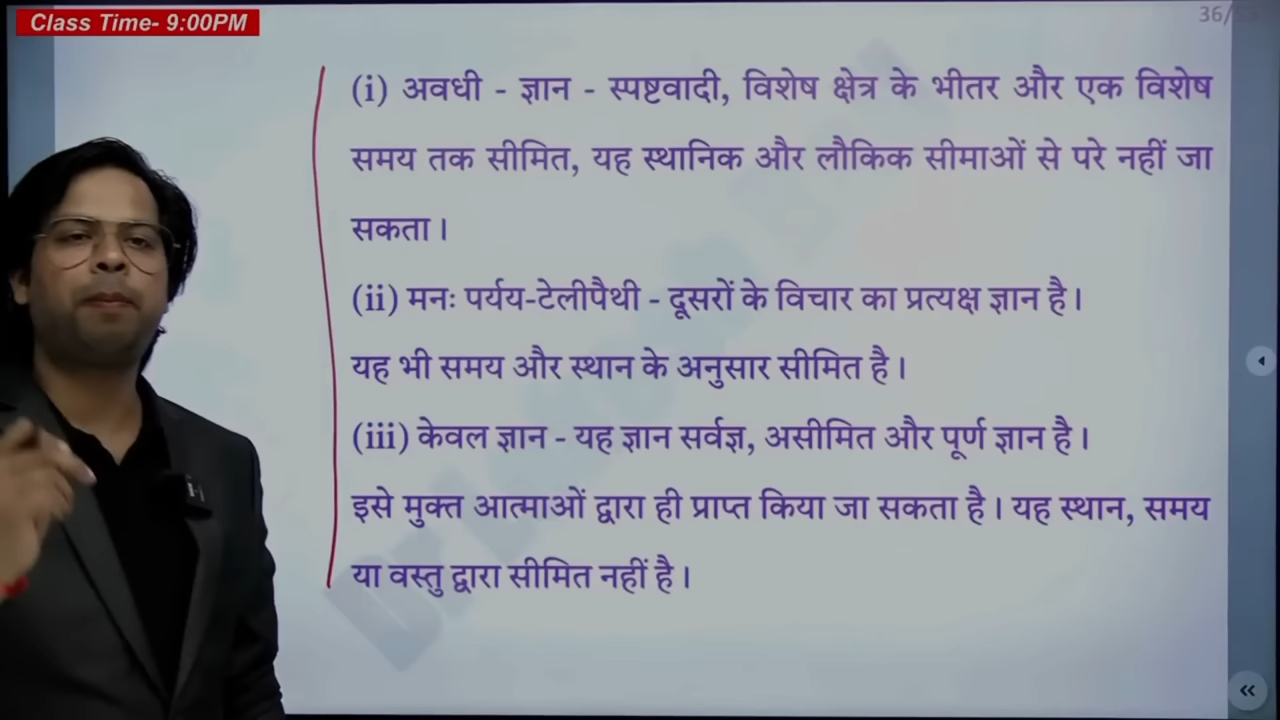 Class Time- 9:00PM
36/
(i) अवधी - ज्ञान - स्पष्टवादी, विशेष क्षेत्र के भीतर और एक विशेष
समय तक सीमित, यह स्थानिक और लौकिक सीमाओं से परे नहीं जा
सकता।
(ii) मनः पर्यय-टेलीपैथी - दूसरों के विचार का प्रत्यक्ष ज्ञान है।
यह भी समय और स्थान के अनुसार सीमित है।
(iii) केवल ज्ञान - यह ज्ञान सर्वज्ञ, असीमित और पूर्ण ज्ञान है।
इसे मुक्त आत्माओं द्वारा ही प्राप्त किया जा सकता है। यह स्थान, समय
या वस्तु द्वारा सीमित नहीं है।